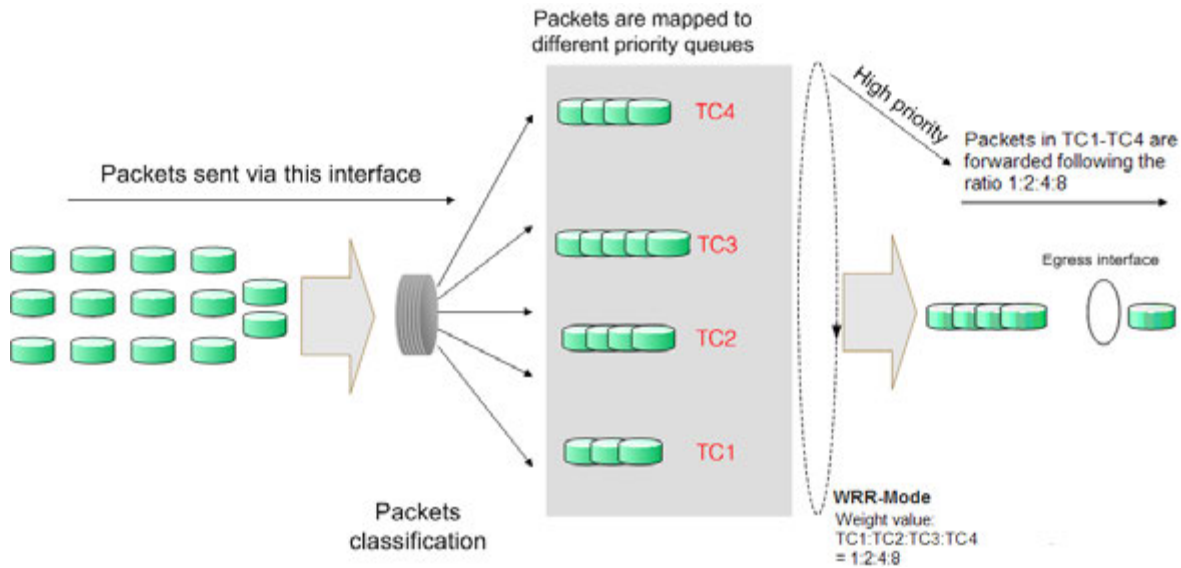 Packets are mapped to
different priority queues
TC4
High priority
Packets in TC1-TC4 are
forwarded following the
ratio 1:2:4:8
Packets sent via this interface
TC3
Egress interface
TC2
TC1
Packets
classification
WRR-Mode
Weight value:
TC1:TC2:TC3:TC4
= 1:2:4:8